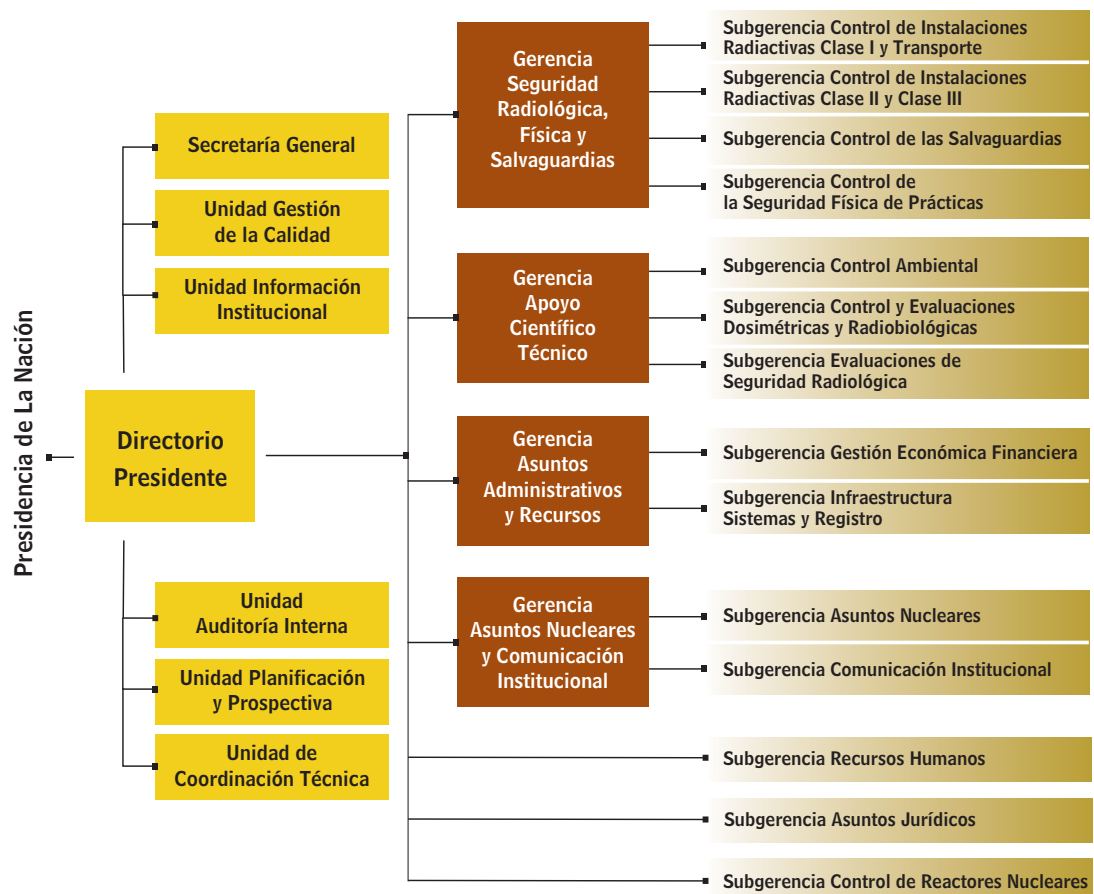 Presidencia de La Nación
Secretaría General
Unidad Gestión
de la Calidad
Unidad Información
Institucional
Directorio
Presidente
Unidad
Auditoría Interna
Unidad Planificación
y Prospectiva
Unidad de
Coordinación Técnica
Gerencia
Seguridad
Radiológica,
Física y
Salvaguardias
Subgerencia Control de Instalaciones
Radiactivas Clase I y Transporte
Subgerencia Control de Instalaciones
Radiactivas Clase II y Clase III
Subgerencia Control de las Salvaguardias
Subgerencia Control de
la Seguridad Física de Prácticas
Gerencia
Apoyo
Científico
Técnico
Subgerencia Control Ambiental
Subgerencia Control y Evaluaciones
Dosimétricas y Radiobiológicas
Subgerencia Evaluaciones de
Seguridad Radiológica
Gerencia
Asuntos
Administrativos
y Recursos
Subgerencia Gestión Económica Financiera
Subgerencia Infraestructura
Sistemas y Registro
Gerencia
Asuntos Nucleares
y Comunicación
Institucional
Subgerencia Asuntos Nucleares
Subgerencia Comunicación Institucional
Subgerencia Recursos Humanos
Subgerencia Asuntos Jurídicos
Subgerencia Control de Reactores Nucleares